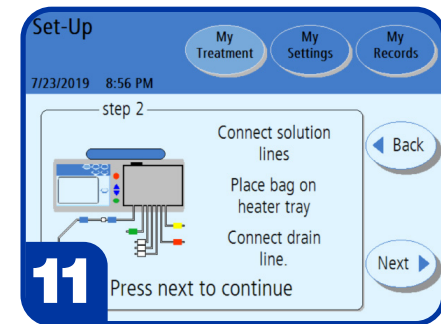 Set-Up
My
Treatment
My
Settings
My
Records
7/23/2019 8:56 PM
step 2
Connect solution
lines
Place bag on
heater tray
Connect drain
line.
Press next to continue
Back
Next
11